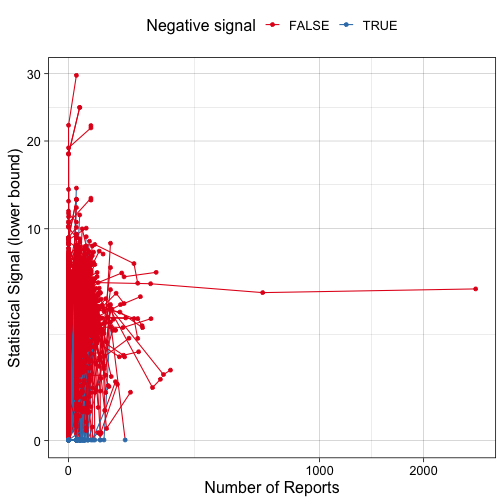 Negative signal FALSE TRUE
30
20
10
0
Statistical Signal (lower bound)
0 1000 2000
Number of Reports